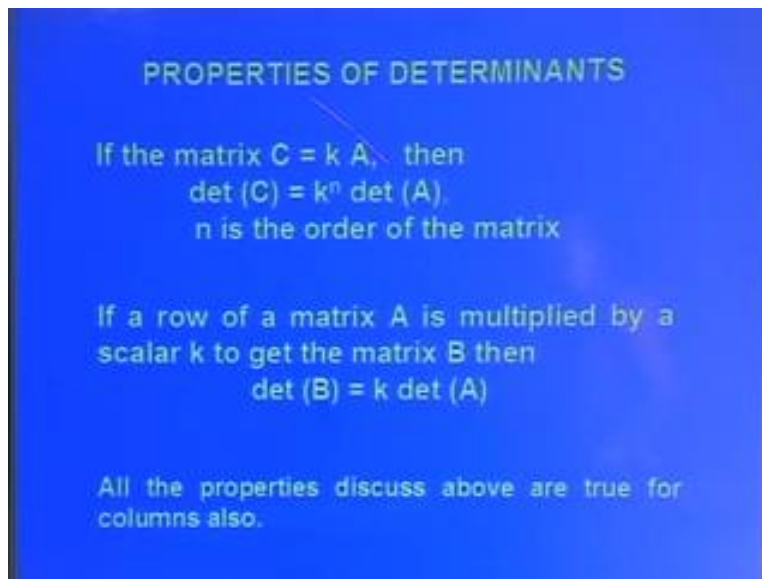 PROPERTIES OF DETERMINANTS
If the matrix C = k A, then
det (C) = kⁿ det (A).
n is the order of the matrix
If a row of a matrix A is multiplied by a
scalar k to get the matrix B then
det (B) = k det (A)
All the properties discuss above are true for
columns also.